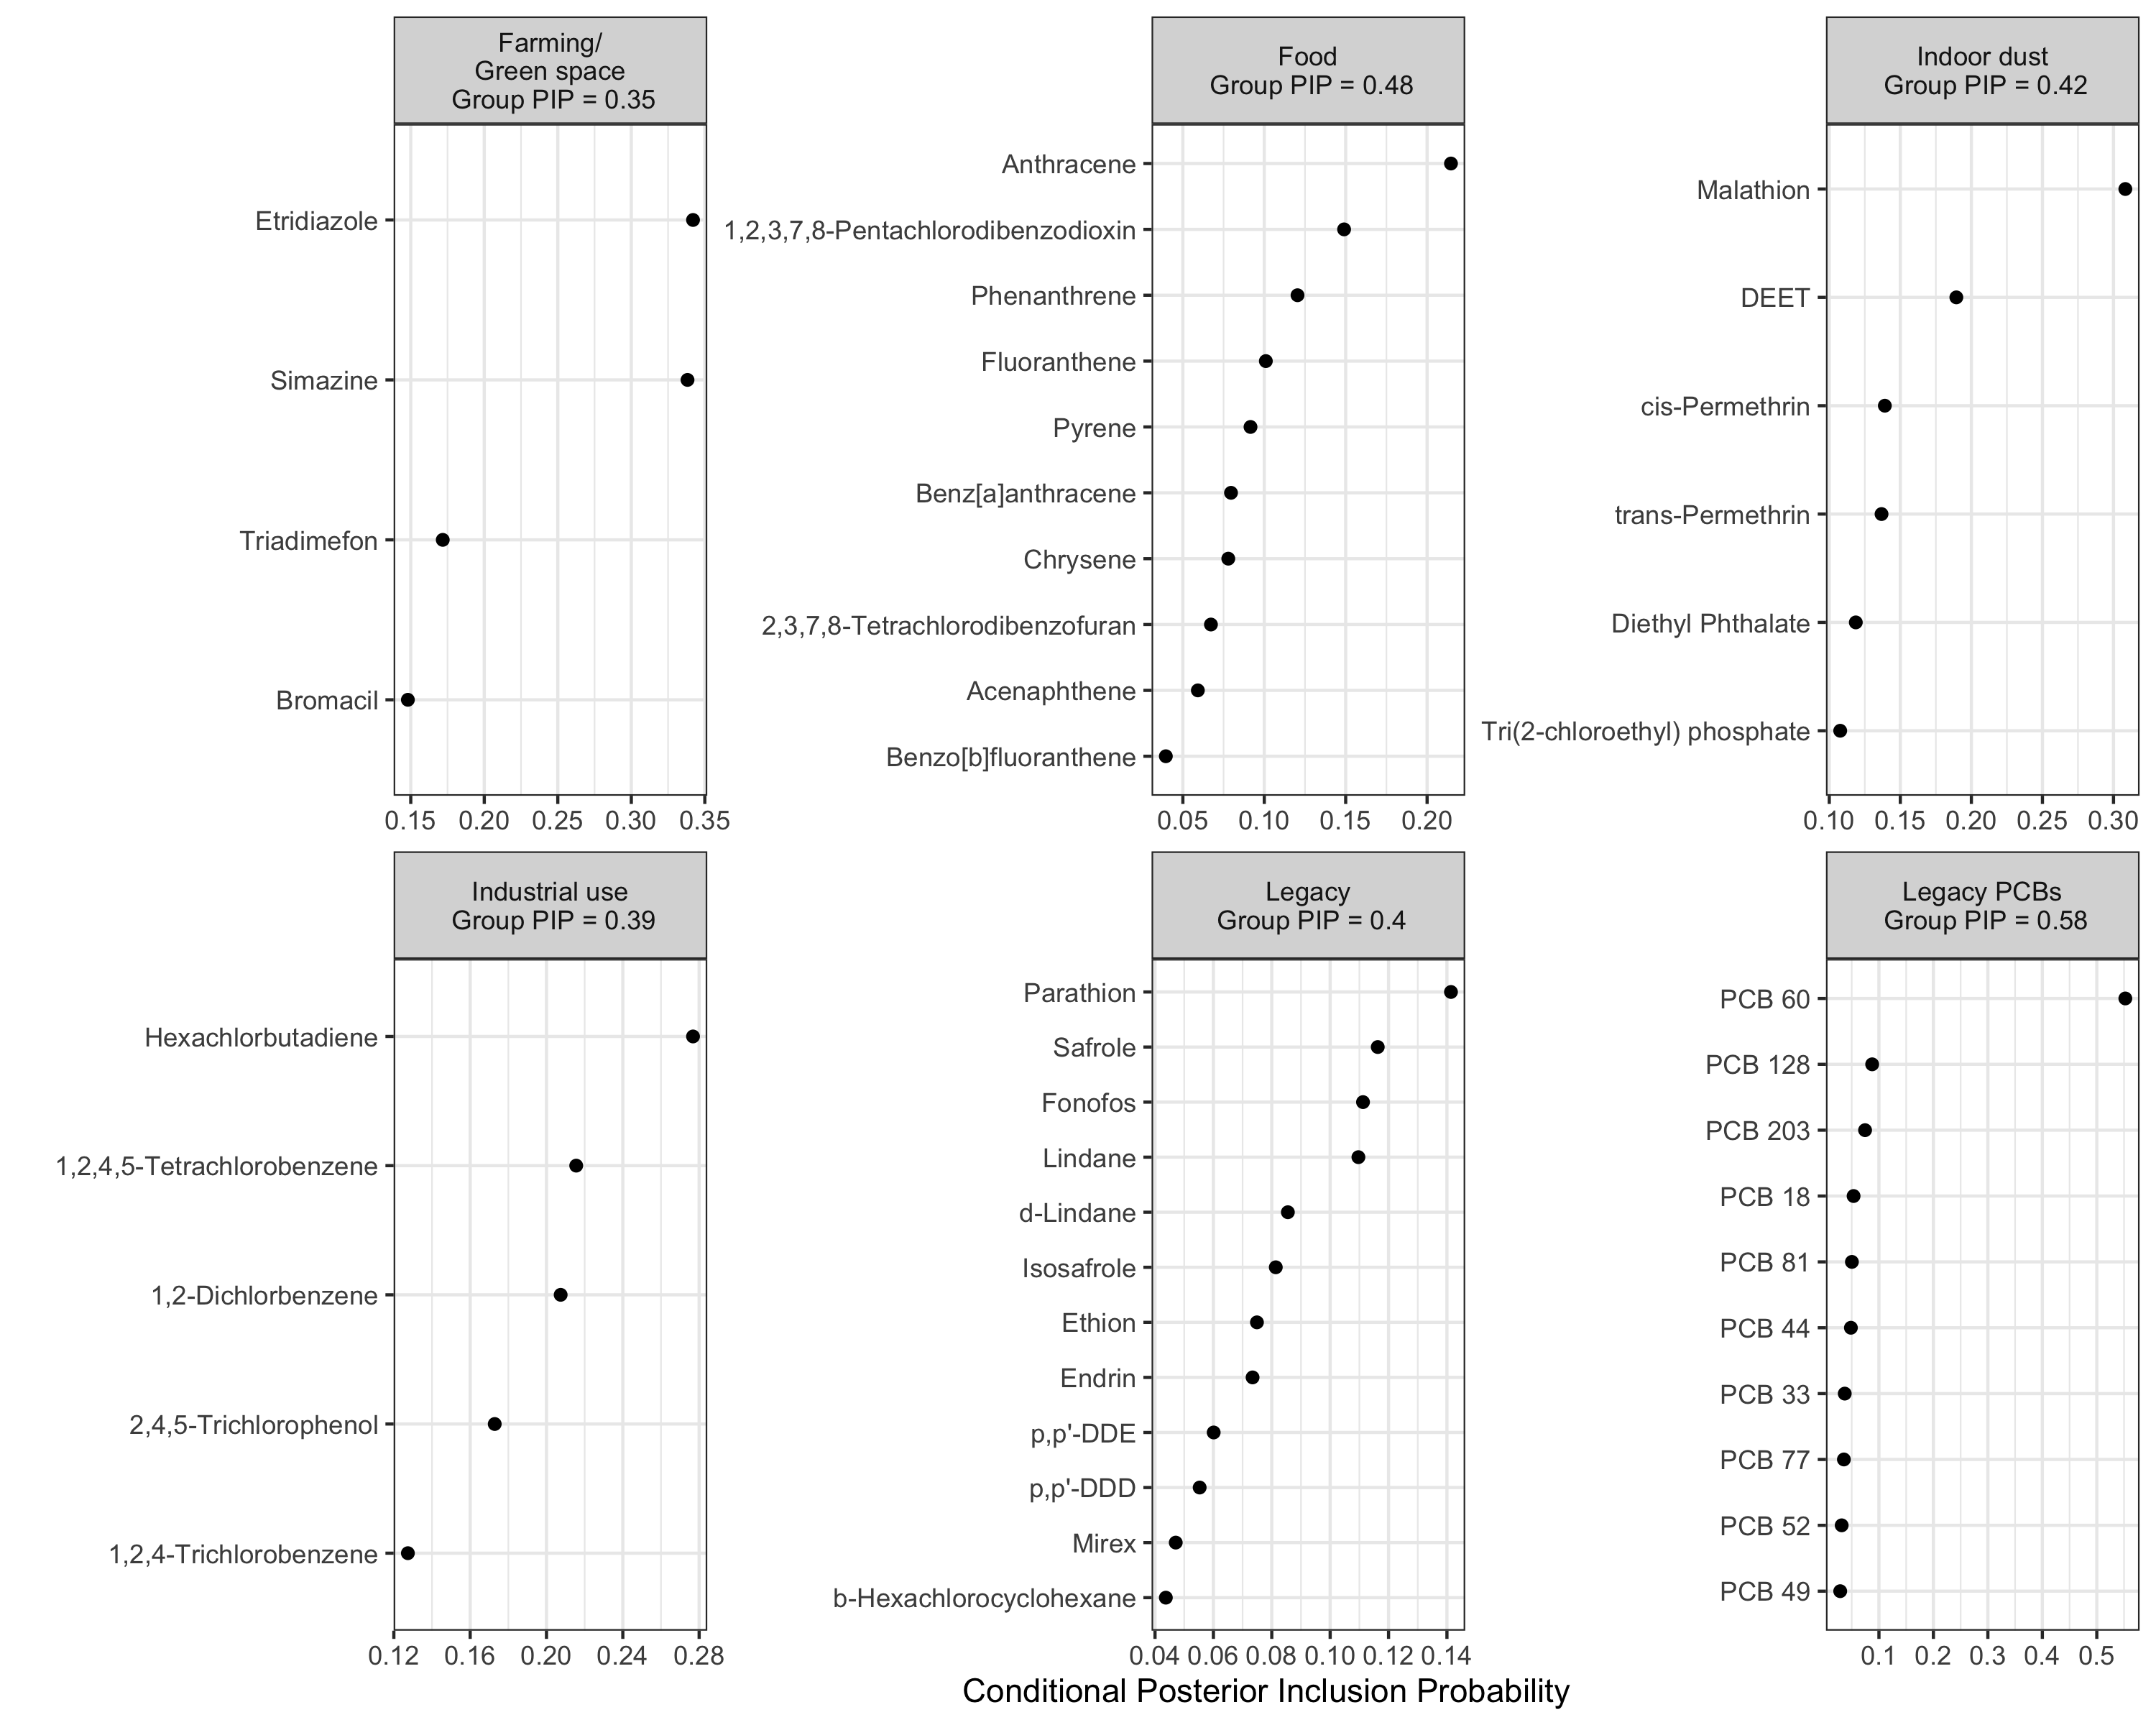 Farming/
Green space
Group PIP = 0.35
Etridiazole
Simazine
Triadimefon
Bromacil
0.15 0.20 0.25 0.30 0.35
Food
Group PIP = 0.48
Anthracene
1,2,3,7,8-Pentachlorodibenzodioxin
Phenanthrene
Fluoranthene
Pyrene
Benz[a]anthracene
Chrysene
2,3,7,8-Tetrachlorodibenzofuran
Acenaphthene
Benzo[b]fluoranthene
0.05 0.10 0.15 0.20
Indoor dust
Group PIP = 0.42
Malathion
DEET
cis-Permethrin
trans-Permethrin
Diethyl Phthalate
Tri(2-chloroethyl) phosphate
0.10 0.15 0.20 0.25 0.30
Industrial use
Group PIP = 0.39
Hexachlorbutadiene
1,2,4,5-Tetrachlorobenzene
1,2-Dichlorbenzene
2,4,5-Trichlorophenol
1,2,4-Trichlorobenzene
0.12 0.16 0.20 0.24 0.28
Legacy
Group PIP = 0.4
Parathion
Safrole
Fonofos
Lindane
d-Lindane
Isosafrole
Ethion
Endrin
p,p'-DDE
p,p'-DDD
Mirex
b-Hexachlorocyclohexane
0.04 0.06 0.08 0.10 0.12 0.14
Legacy PCBs
Group PIP = 0.58
PCB 60
PCB 128
PCB 203
PCB 18
PCB 81
PCB 44
PCB 33
PCB 77
PCB 52
PCB 49
0.1 0.2 0.3 0.4 0.5
Conditional Posterior Inclusion Probability